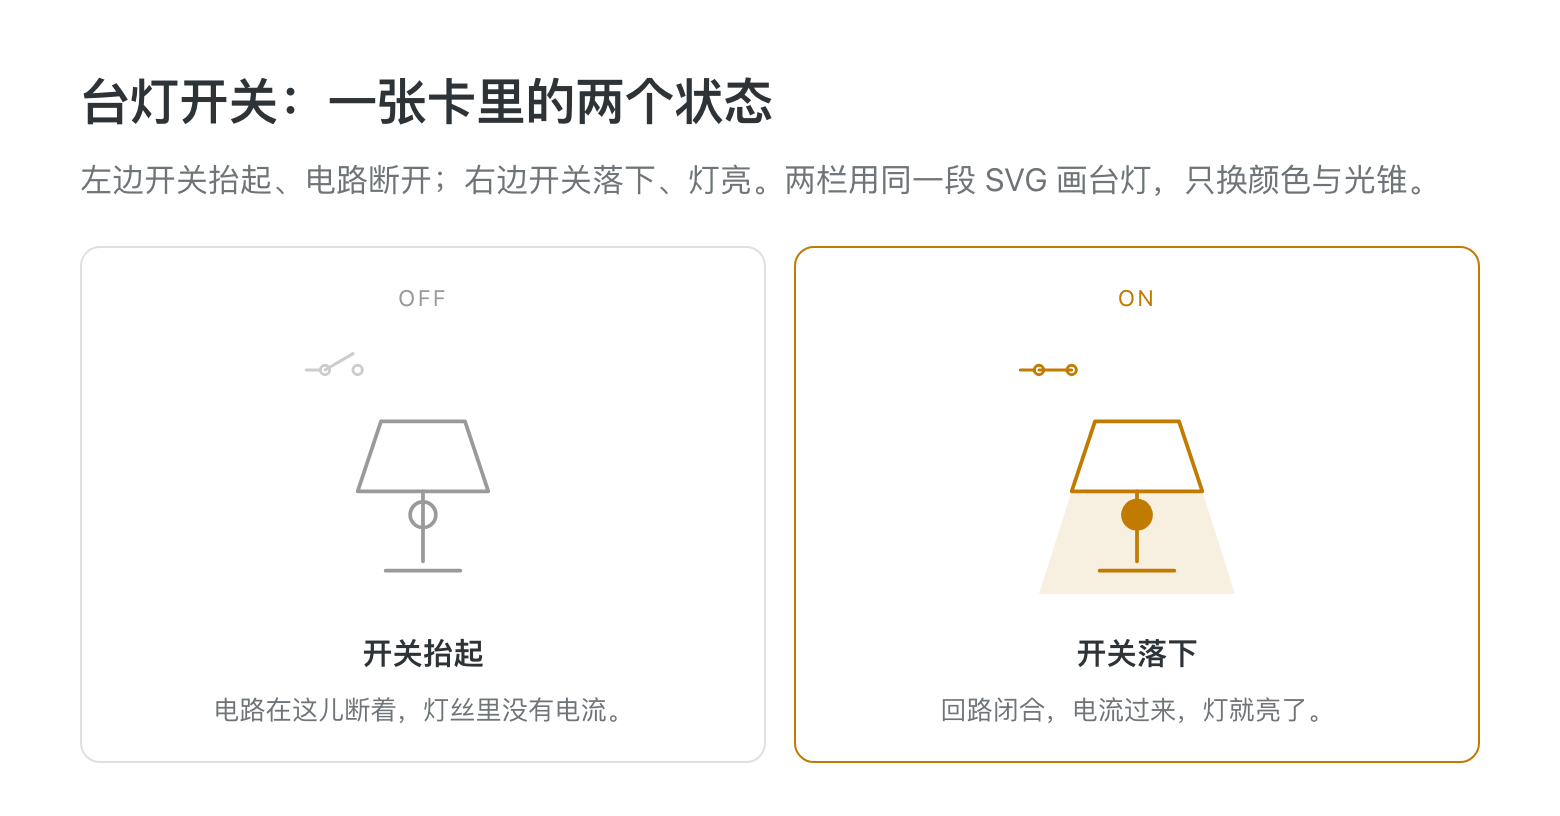 台灯开关：一张卡里的两个状态
左边开关抬起、电路断开；右边开关落下、灯亮。两栏用同一段 SVG 画台灯，只换颜色与光锥。
OFF
开关抬起
电路在这儿断着，灯丝里没有电流。
ON
开关落下
回路闭合，电流过来，灯就亮了。